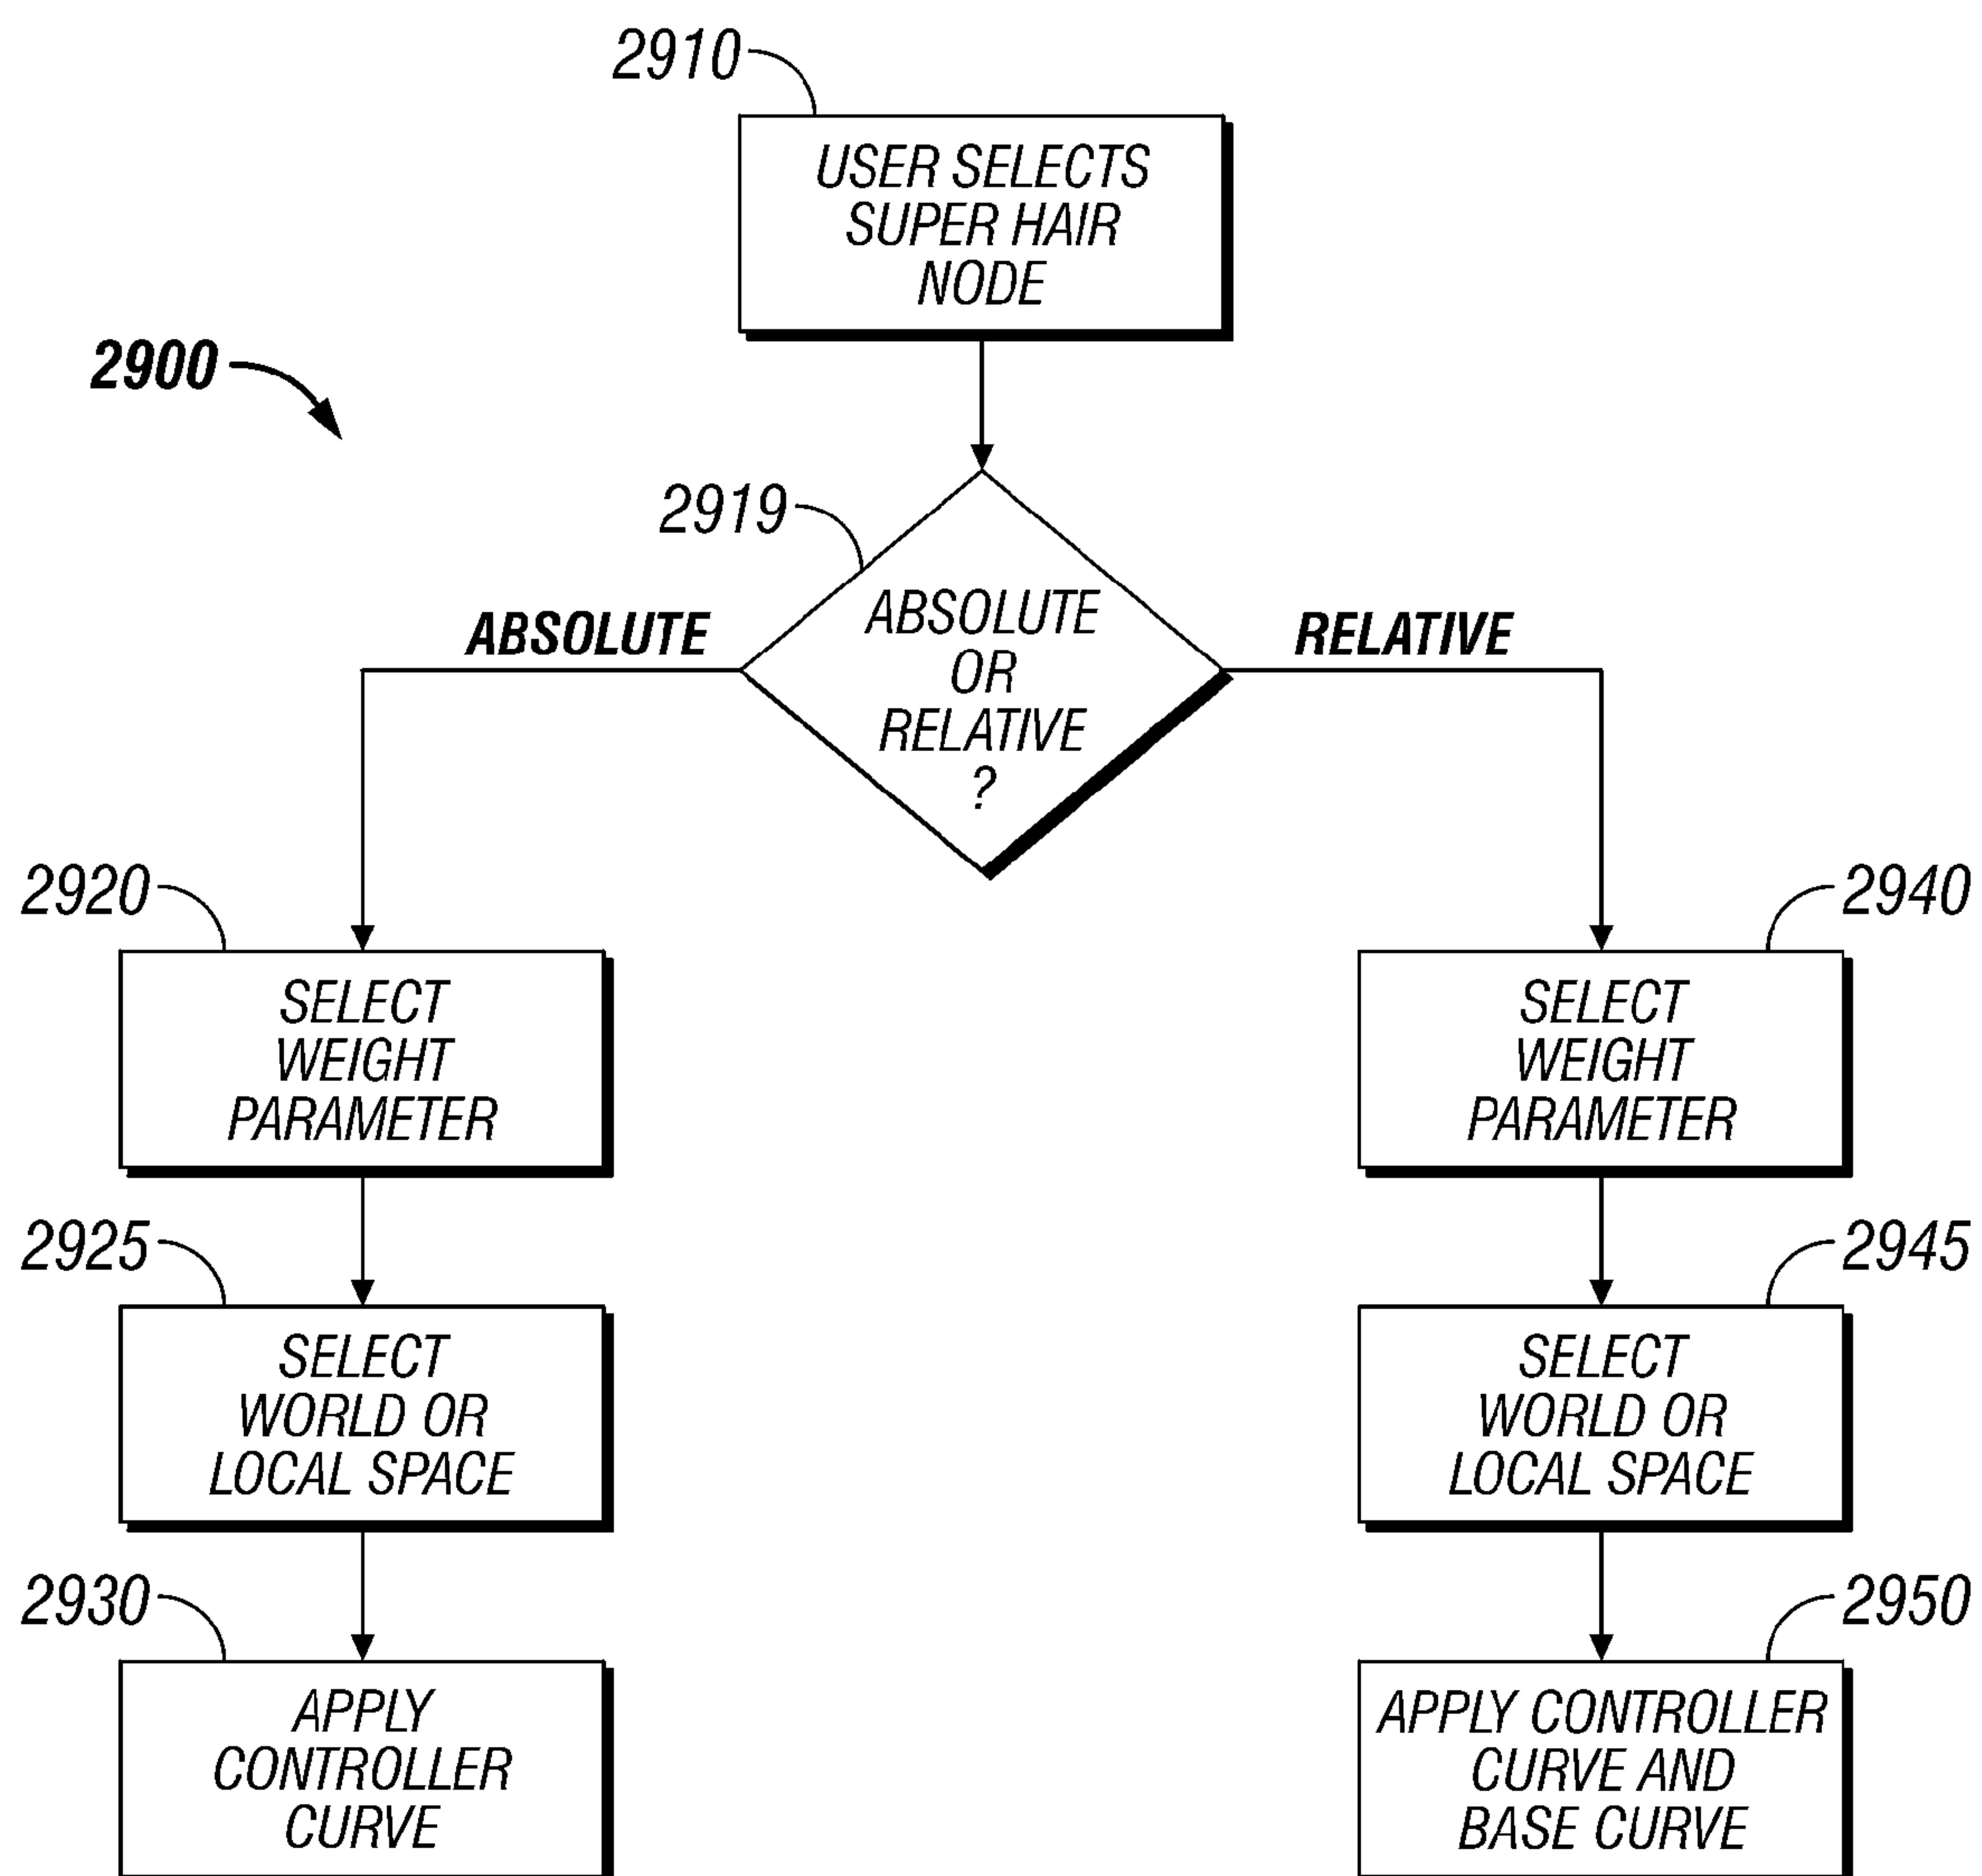 2910
USER SELECTS
SUPER HAIR
NODE
2900
2919
ABSOLUTE
OR
RELATIVE
?
ABSOLUTE
RELATIVE
2920
SELECT
WEIGHT
PARAMETER
2940
SELECT
WEIGHT
PARAMETER
2925
SELECT
WORLD OR
LOCAL SPACE
2945
SELECT
WORLD OR
LOCAL SPACE
2930
APPLY
CONTROLLER
CURVE
2950
APPLY CONTROLLER
CURVE AND
BASE CURVE